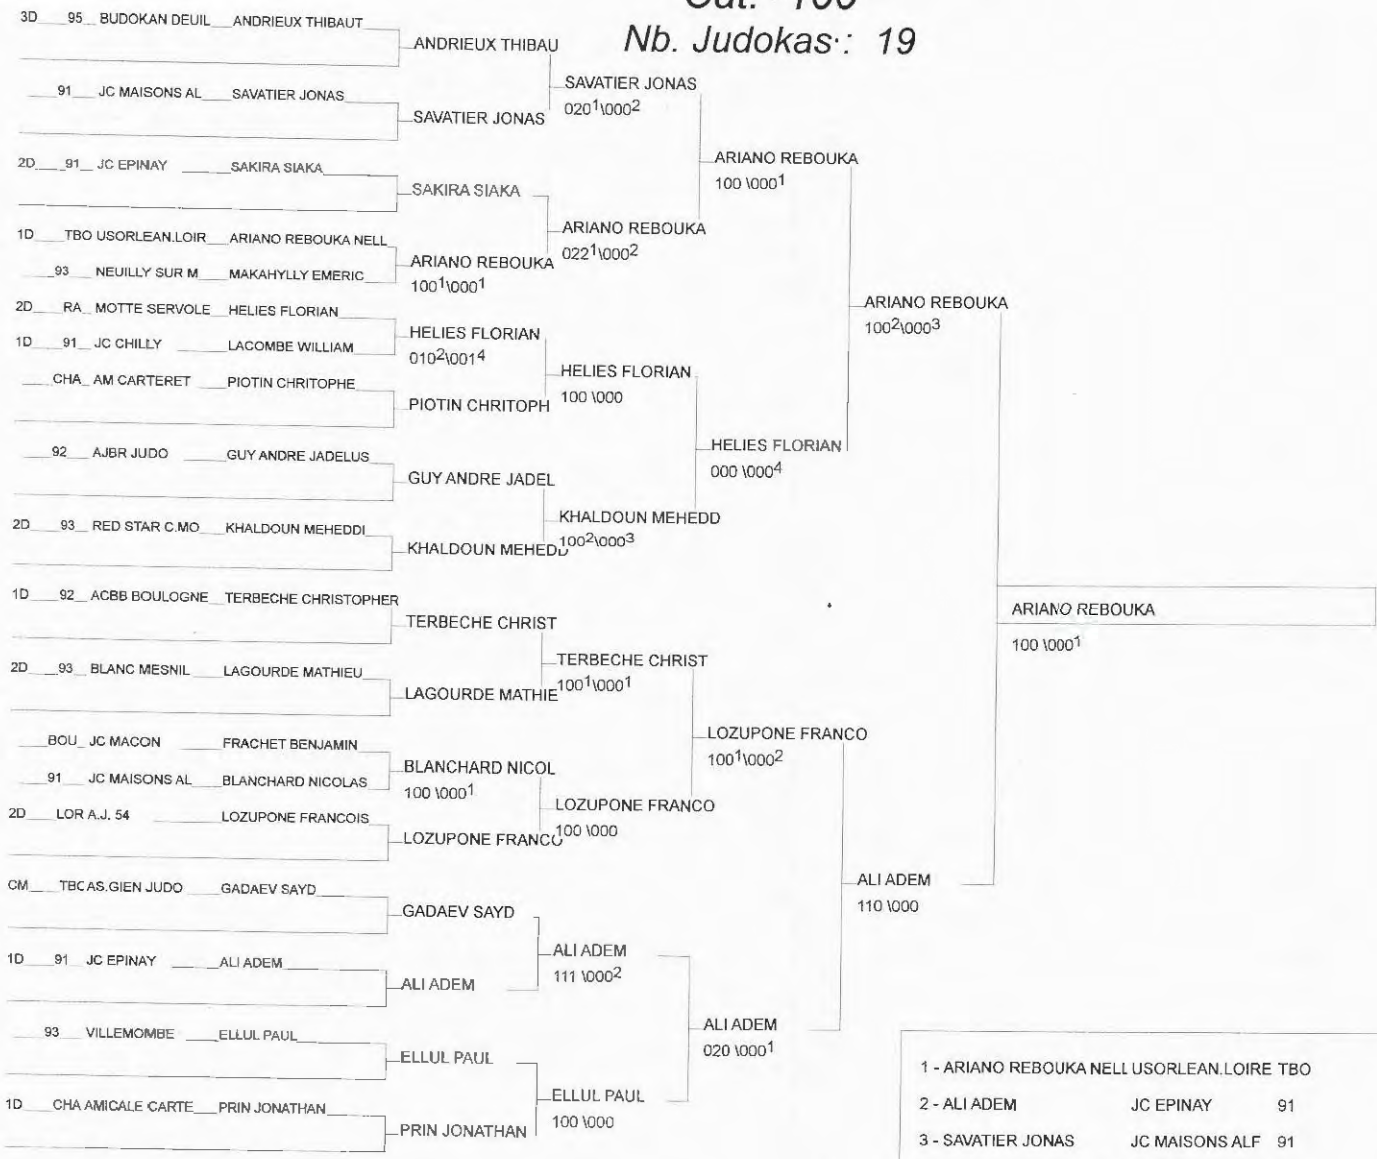 Nb. Judokas : 19
3D 95 BUDOKAN DEUIL ANDRIEUX THIBAUT
ANDRIEUX THIBAU
91 JC MAISONS AL SAVATIER JONAS
SAVATIER JONAS
SAVATIER JONAS
020¹\000²
2D 91 JC EPINAY SAKIRA SIAKA
SAKIRA SIAKA
1D TBO USORLEAN.LOIR ARIANO REBOUKA NELL
93 NEUILLY SUR M MAKAHYLLY EMERIC
ARIANO REBOUKA
100¹\000¹
ARIANO REBOUKA
022¹\000²
ARIANO REBOUKA
100 \000¹
2D RA MOTTE SERVOLE HELIES FLORIAN
1D 91 JC CHILLY LACOMBE WILLIAM
HELIES FLORIAN
010²\001⁴
CHA AM CARTERET PIOTIN CHRITOPHE
PIOTIN CHRITOPH
HELIES FLORIAN
100 \000
92 AJBR JUDO GUY ANDRE JADELUS
GUY ANDRE JADEL
2D 93 RED STAR C.MO KHALDOUN MEHEDDI
KHALDOUN MEHEDD
KHALDOUN MEHEDD
100²\000³
HELIES FLORIAN
000 \000⁴
ARIANO REBOUKA
100²\000³
1D 92 ACBB BOULOGNE TERBECHE CHRISTOPHER
TERBECHE CHRIST
2D 93 BLANC MESNIL LAGOURDE MATHIEU
LAGOURDE MATHIE
TERBECHE CHRIST
100¹\000¹
BOU JC MACON FRACHET BENJAMIN
91 JC MAISONS AL BLANCHARD NICOLAS
BLANCHARD NICOL
100 \000¹
2D LOR A.J. 54 LOZUPONE FRANCOIS
LOZUPONE FRANCO
LOZUPONE FRANCO
100 \000
LOZUPONE FRANCO
100¹\000²
CM TBO AS.GIEN JUDO GADAEV SAYD
GADAEV SAYD
1D 91 JC EPINAY ALI ADEM
ALI ADEM
ALI ADEM
111 \000²
93 VILLEMOMBE ELLUL PAUL
ELLUL PAUL
1D CHA AMICALE CARTE PRIN JONATHAN
PRIN JONATHAN
ELLUL PAUL
100 \000
ALI ADEM
020 \000¹
ALI ADEM
110 \000
ARIANO REBOUKA
100 \000¹
1 - ARIANO REBOUKA NELL USORLEAN.LOIRE TBO
2 - ALI ADEM JC EPINAY 91
3 - SAVATIER JONAS JC MAISONS ALF 91